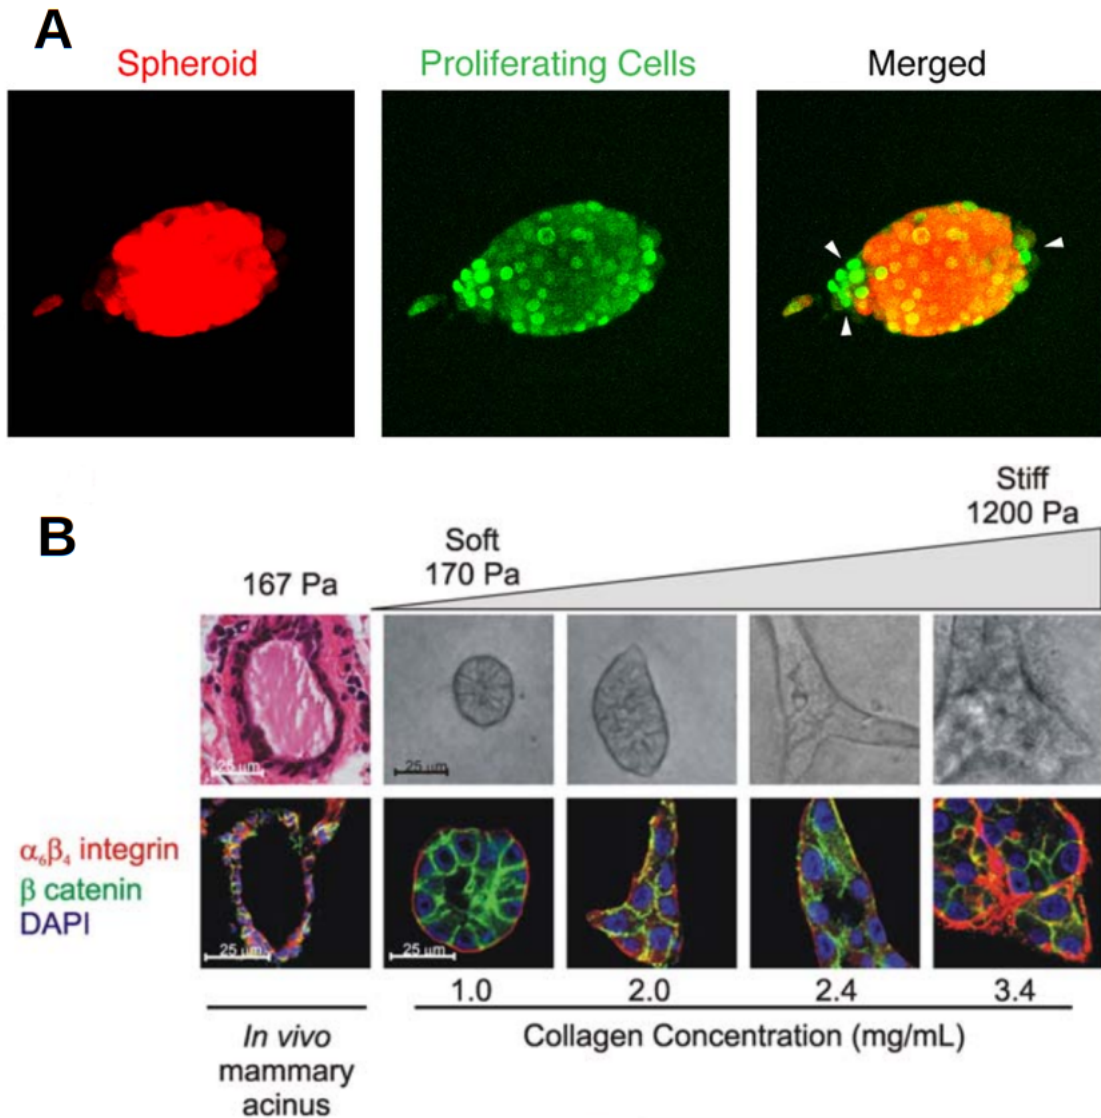 A
Spheroid
Proliferating Cells
Merged
B
Stiff
1200 Pa
Soft
170 Pa
167 Pa
25 μm
25 μm
α₆β₄ integrin
β catenin
DAPI
25 μm
25 μm
1.0
2.0
2.4
3.4
In vivo
mammary
acinus
Collagen Concentration (mg/mL)